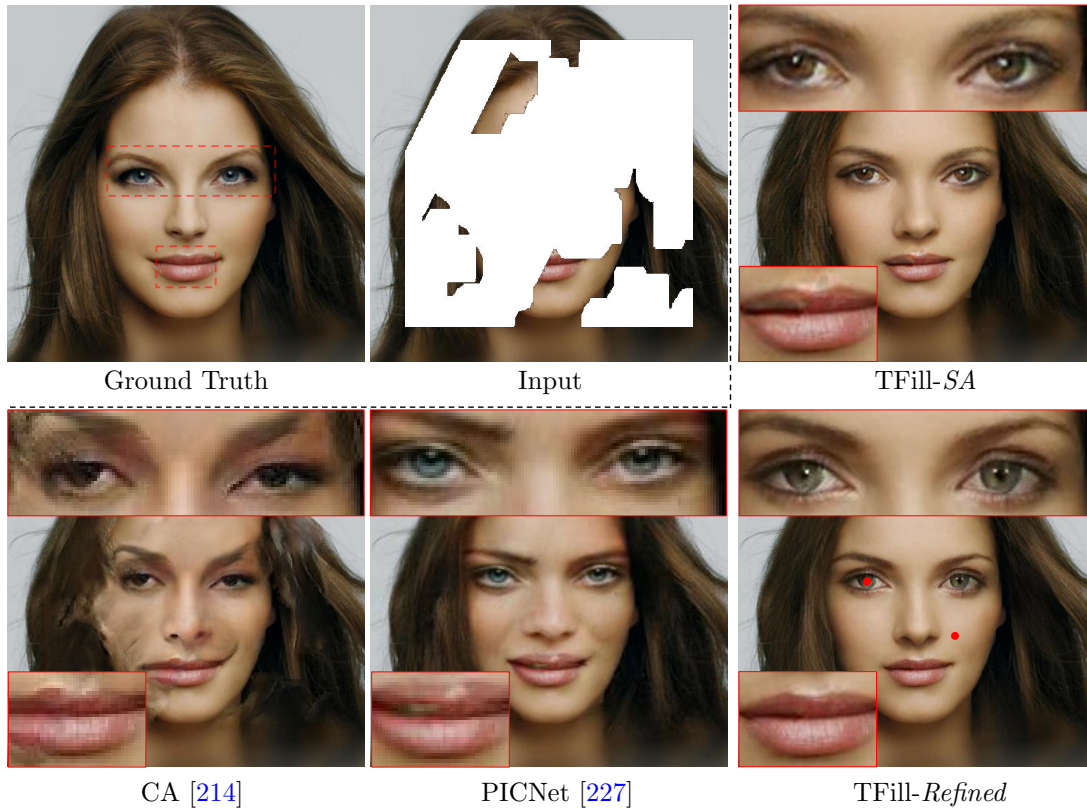 Ground Truth
Input
TFill-SA
CA [214]
PICNet [227]
TFill-Refined